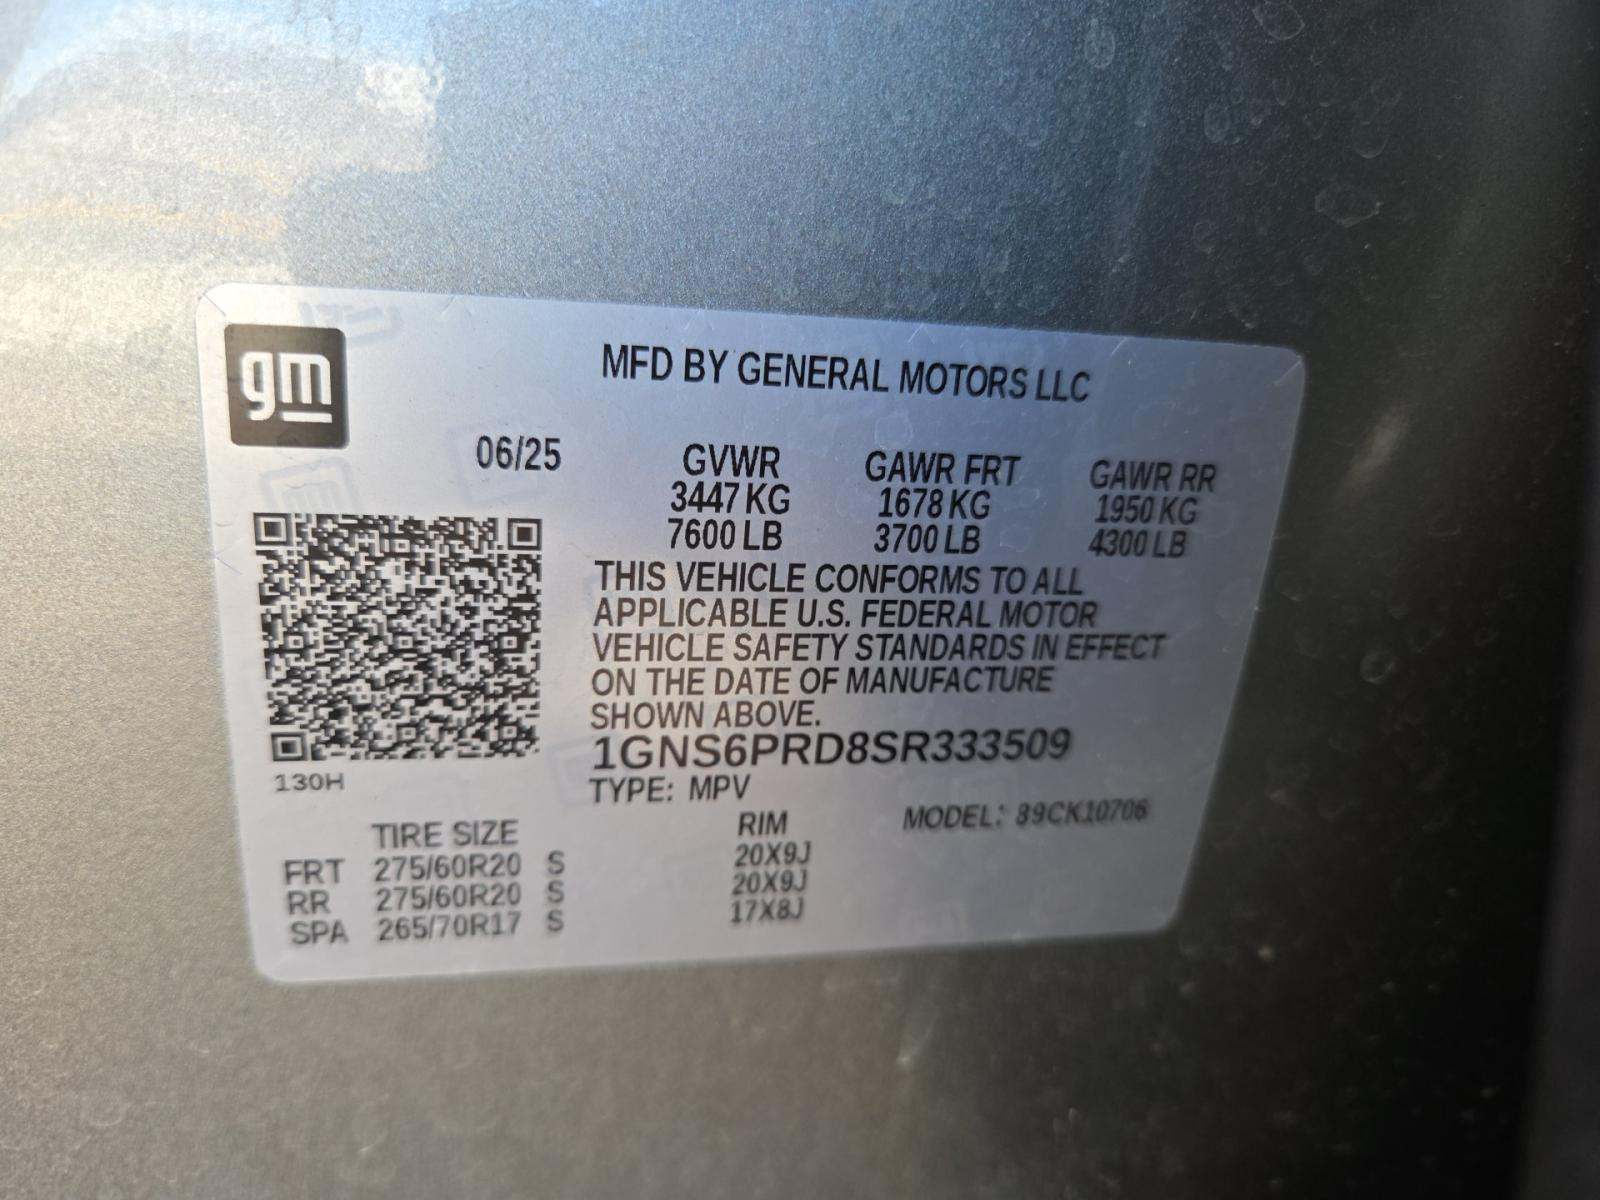 gm
MFD BY GENERAL MOTORS LLC
06/25
GVWR GAWR FRT GAWR RR
3447 KG 1678 KG 1950 KG
7600 LB 3700 LB 4300 LB
THIS VEHICLE CONFORMS TO ALL
APPLICABLE U.S. FEDERAL MOTOR
VEHICLE SAFETY STANDARDS IN EFFECT
ON THE DATE OF MANUFACTURE
SHOWN ABOVE.
1GNS6PRD8SR333509
130H
TYPE: MPV
MODEL: 89CK10706
TIRE SIZE RIM
FRT 275/60R20 S 20X9J
RR 275/60R20 S 20X9J
SPA 265/70R17 S 17X8J